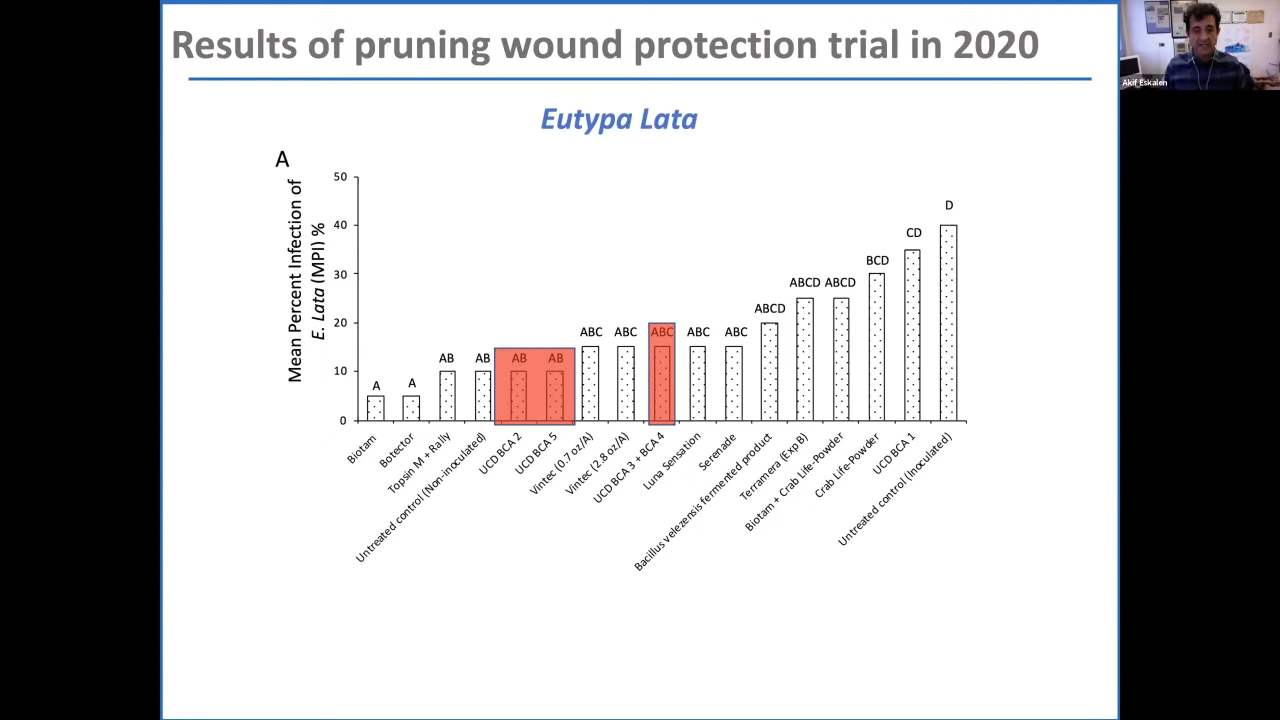 Results of pruning wound protection trial in 2020
Akif Eskalen
Eutypa Lata
A
Mean Percent Infection of
E. Lata (MPI) %
50
40
30
20
10
0
A
A
AB
AB
AB
AB
ABC
ABC
ABC
ABC
ABC
ABCD
ABCD
ABCD
BCD
CD
D
Biotam
Botector
Topsin M + Rally
Untreated control (Non-inoculated)
UCD BCA 2
UCD BCA 5
Vintec (0.7 oz/A)
Vintec (2.8 oz/A)
UCD BCA 3 + BCA 4
Luna Sensation
Serenade
Bacillus velezensis fermented product
Terramera (Exp B)
Biotam + Crab Life-Powder
Crab Life-Powder
UCD BCA 1
Untreated control (Inoculated)